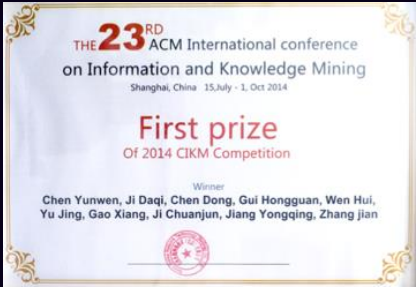 THE 23RD ACM International conference
on Information and Knowledge Mining
Shanghai, China 15,July - 1, Oct 2014
First prize
Of 2014 CIKM Competition
Winner
Chen Yunwen, Ji Daqi, Chen Dong, Gui Hongguan, Wen Hui,
Yu Jing, Gao Xiang, Ji Chuanjun, Jiang Yongqing, Zhang jian